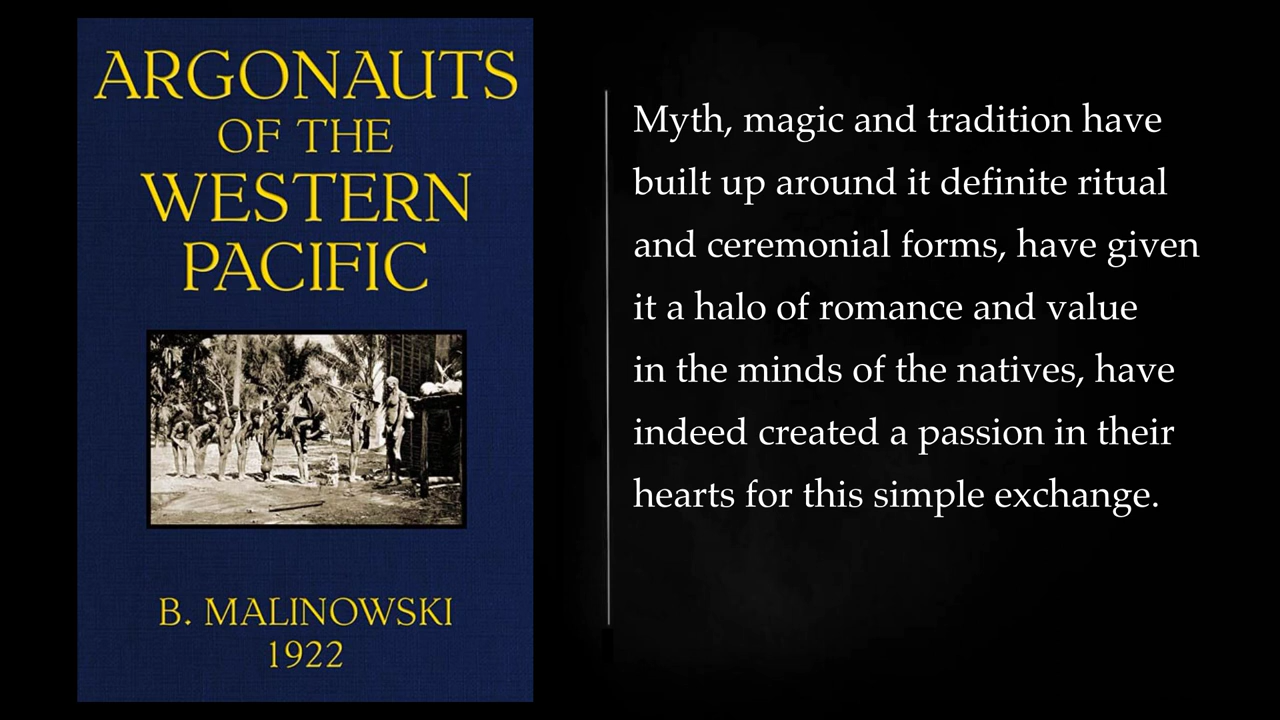 ARGONAUTS
OF THE
WESTERN
PACIFIC
B. MALINOWSKI
1922
Myth, magic and tradition have
built up around it definite ritual
and ceremonial forms, have given
it a halo of romance and value
in the minds of the natives, have
indeed created a passion in their
hearts for this simple exchange.